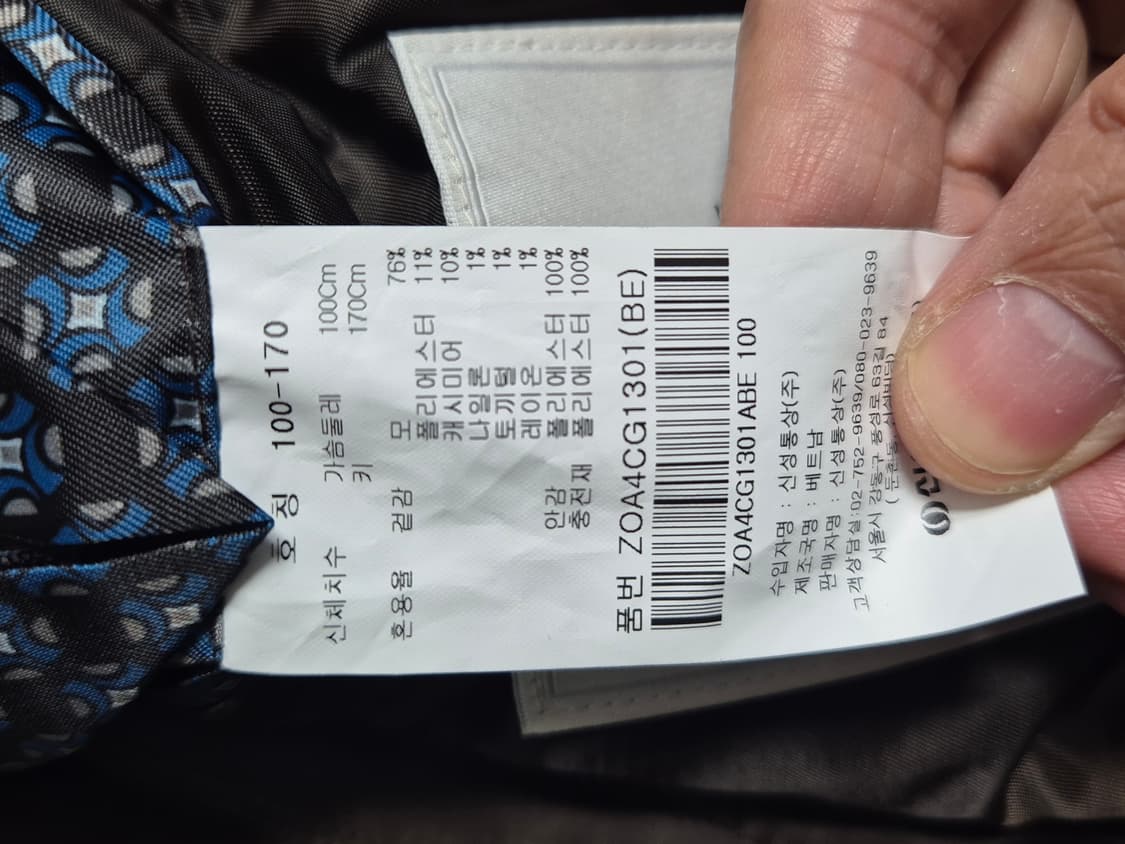 호 칭 100-170
신체치수 가슴둘레 100Cm
키 170Cm
혼용율 겉감 모 76%
폴리에스터 11%
캐시미어 10%
나일론 1%
토끼털 1%
레이온 1%
안감 폴리에스터 100%
충전재 폴리에스터 100%
품번 ZOA4CG1301(BE)
ZOA4CG1301ABE 100
수입자명 : 신성통상(주)
제조국명 : 베트남
판매자명 : 신성통상(주)
고객상담실:02-752-9639/080-023-9639
서울시 강동구 풍성로 63길 84